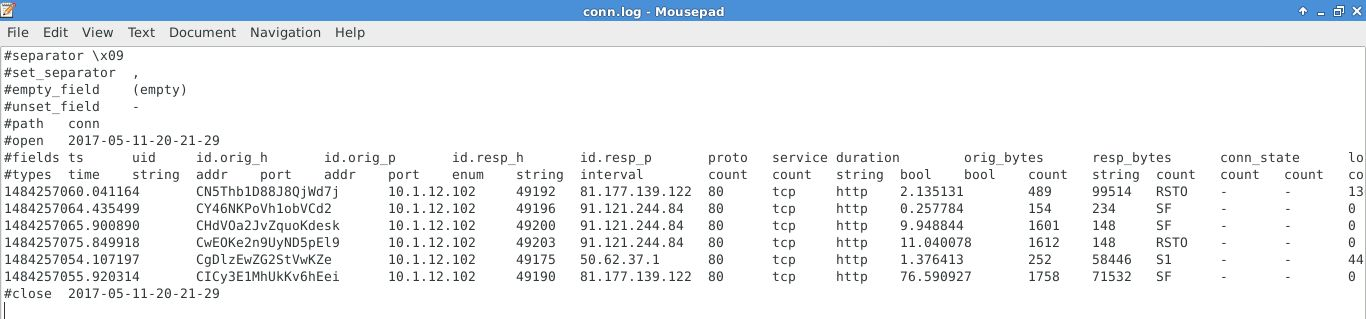 conn.log - Mousepad
File Edit View Text Document Navigation Help
#separator \x09
#set_separator ,
#empty_field (empty)
#unset_field -
#path conn
#open 2017-05-11-20-21-29
#fields ts uid id.orig_h id.orig_p id.resp_h id.resp_p proto service duration orig_bytes resp_bytes conn_state lo
#types time string addr port addr port enum string interval count count string bool bool count string count count count co
1484257060.041164 CN5Thb1D88J8QjWd7j 10.1.12.102 49192 81.177.139.122 80 tcp http 2.135131 489 99514 RSTO - - 13
1484257064.435499 CY46NKPoVh1obVCd2 10.1.12.102 49196 91.121.244.84 80 tcp http 0.257784 154 234 SF - - 0
1484257065.900890 CHdVOa2JvZquoKdesk 10.1.12.102 49200 91.121.244.84 80 tcp http 9.948844 1601 148 SF - - 0
1484257075.849918 CwEOKe2n9UyND5pEl9 10.1.12.102 49203 91.121.244.84 80 tcp http 11.040078 1612 148 RSTO - - 0
1484257054.107197 CgDlzEwZG2StVwKZe 10.1.12.102 49175 50.62.37.1 80 tcp http 1.376413 252 58446 S1 - - 44
1484257055.920314 CICy3E1MhUkKv6hEei 10.1.12.102 49190 81.177.139.122 80 tcp http 76.590927 1758 71532 SF - - 0
#close 2017-05-11-20-21-29